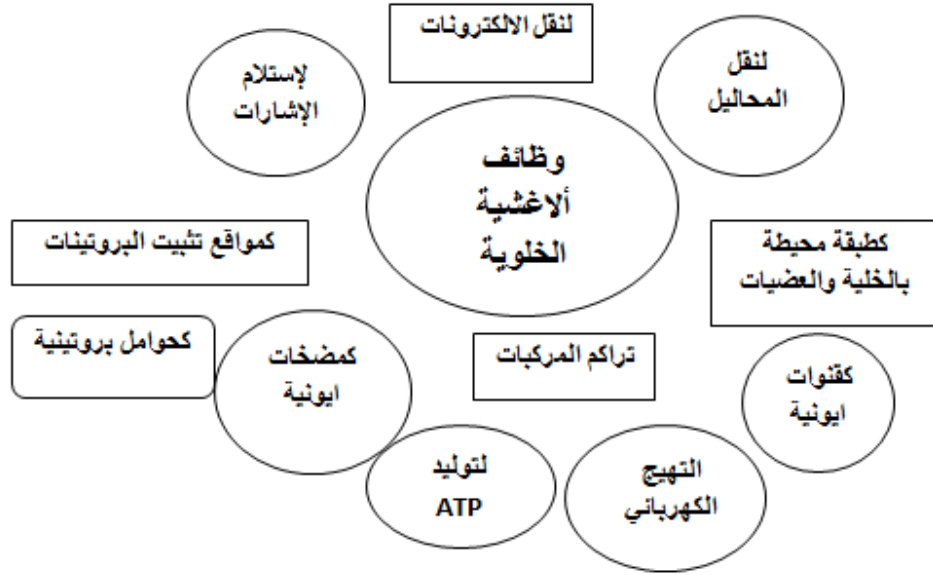 لنقل الالكترونات
لإستلام
الإشارات
لنقل
المحاليل
وظائف
ألاغشية
الخلوية
كمواقع تثبيت البروتينات
كطبقة محيطة
بالخلية والعضيات
كحوامل بروتينية
كمضخات
ايونية
تراكم المركبات
كقنوات
ايونية
لتوليد
ATP
التهيج
الكهرباني